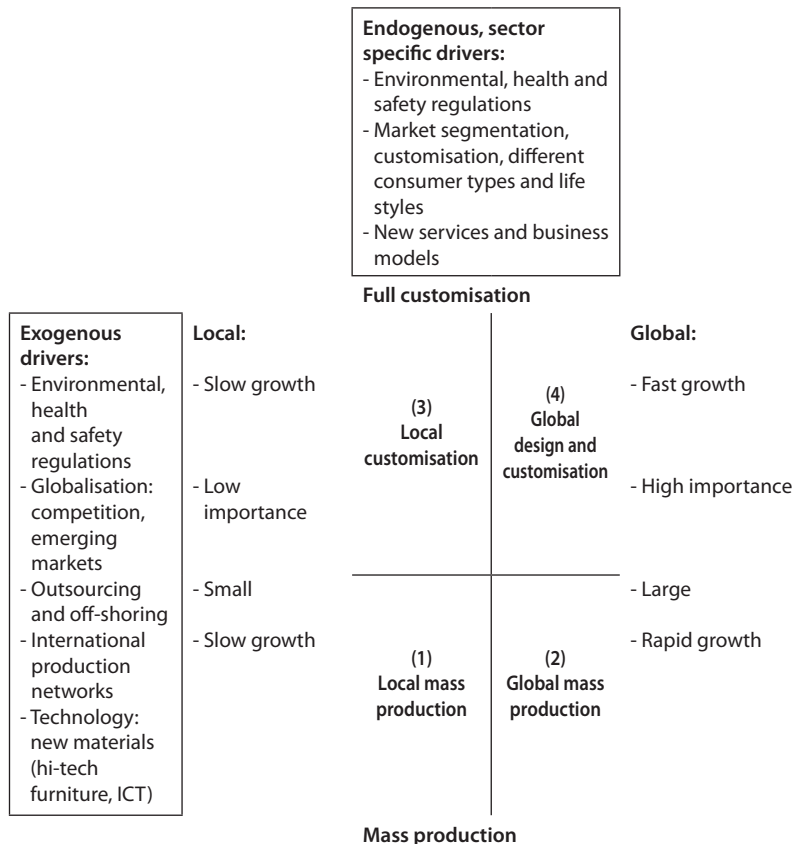 Endogenous, sector
specific drivers:
- Environmental, health and
safety regulations
- Market segmentation,
customisation, different
consumer types and life
styles
- New services and business
models
Full customisation
Exogenous
drivers:
- Environmental,
health
and safety
regulations
- Globalisation:
competition,
emerging
markets
- Outsourcing
and off-shoring
- International
production
networks
- Technology:
new materials
(hi-tech
furniture, ICT)
Local:
- Slow growth
- Low
importance
- Small
- Slow growth
(3)
Local
customisation
(4)
Global
design and
customisation
(1)
Local mass
production
(2)
Global mass
production
Global:
- Fast growth
- High importance
- Large
- Rapid growth
Mass production